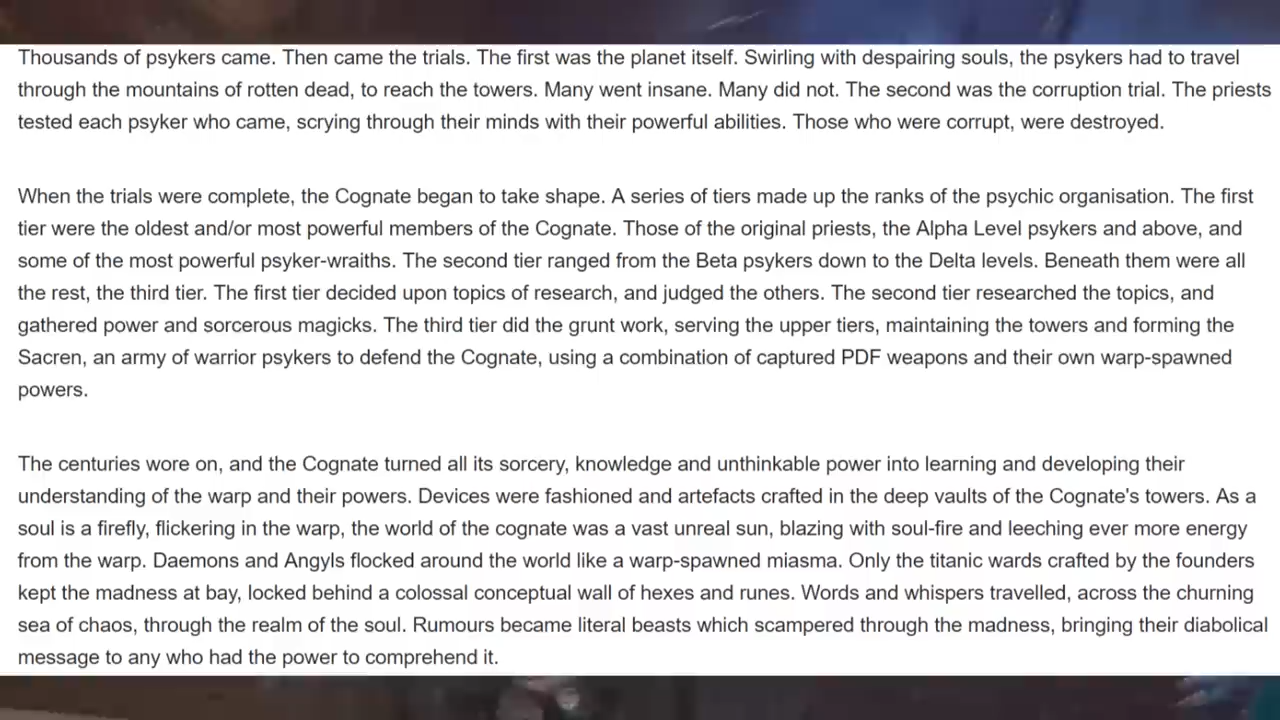 Thousands of psykers came. Then came the trials. The first was the planet itself. Swirling with despairing souls, the psykers had to travel
through the mountains of rotten dead, to reach the towers. Many went insane. Many did not. The second was the corruption trial. The priests
tested each psyker who came, scrying through their minds with their powerful abilities. Those who were corrupt, were destroyed.
When the trials were complete, the Cognate began to take shape. A series of tiers made up the ranks of the psychic organisation. The first
tier were the oldest and/or most powerful members of the Cognate. Those of the original priests, the Alpha Level psykers and above, and
some of the most powerful psyker-wraiths. The second tier ranged from the Beta psykers down to the Delta levels. Beneath them were all
the rest, the third tier. The first tier decided upon topics of research, and judged the others. The second tier researched the topics, and
gathered power and sorcerous magicks. The third tier did the grunt work, serving the upper tiers, maintaining the towers and forming the
Sacren, an army of warrior psykers to defend the Cognate, using a combination of captured PDF weapons and their own warp-spawned
powers.
The centuries wore on, and the Cognate turned all its sorcery, knowledge and unthinkable power into learning and developing their
understanding of the warp and their powers. Devices were fashioned and artefacts crafted in the deep vaults of the Cognate's towers. As a
soul is a firefly, flickering in the warp, the world of the cognate was a vast unreal sun, blazing with soul-fire and leeching ever more energy
from the warp. Daemons and Angyls flocked around the world like a warp-spawned miasma. Only the titanic wards crafted by the founders
kept the madness at bay, locked behind a colossal conceptual wall of hexes and runes. Words and whispers travelled, across the churning
sea of chaos, through the realm of the soul. Rumours became literal beasts which scampered through the madness, bringing their diabolical
message to any who had the power to comprehend it.